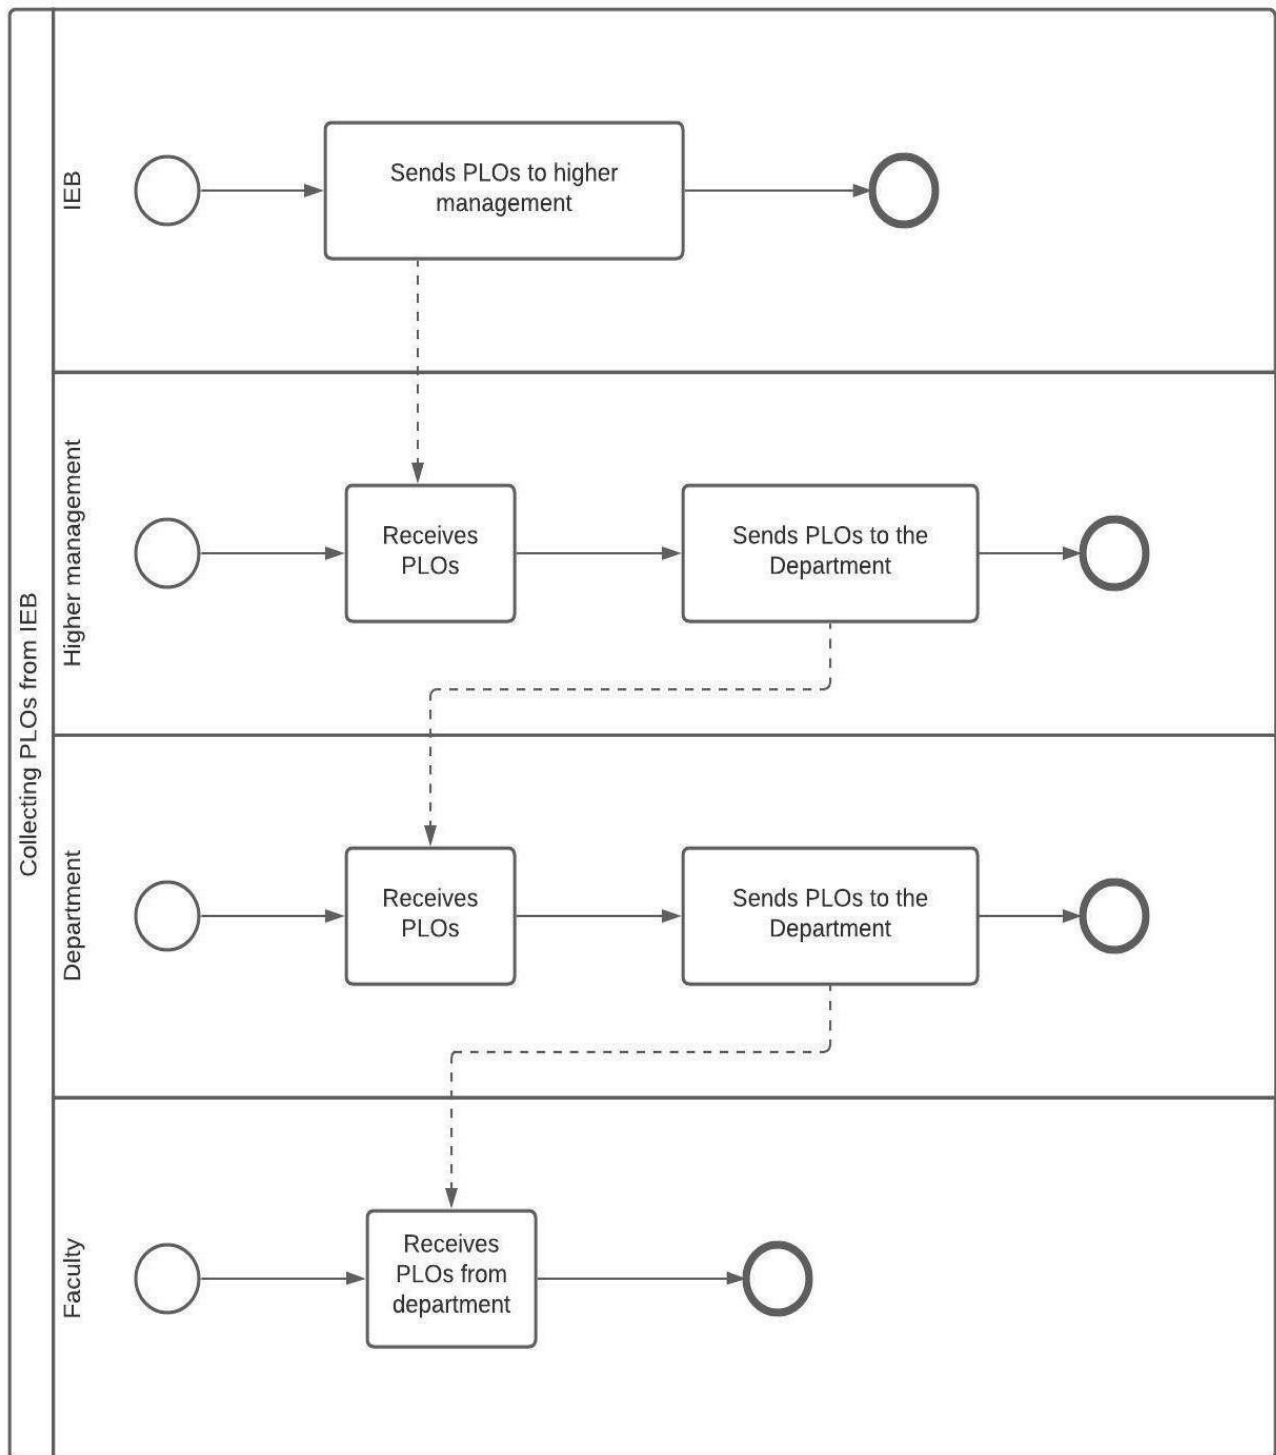 Collecting PLOs from IEB
IEB
Sends PLOs to higher
management
Higher management
Receives
PLOs
Sends PLOs to the
Department
Department
Receives
PLOs
Sends PLOs to the
Department
Faculty
Receives
PLOs from
department